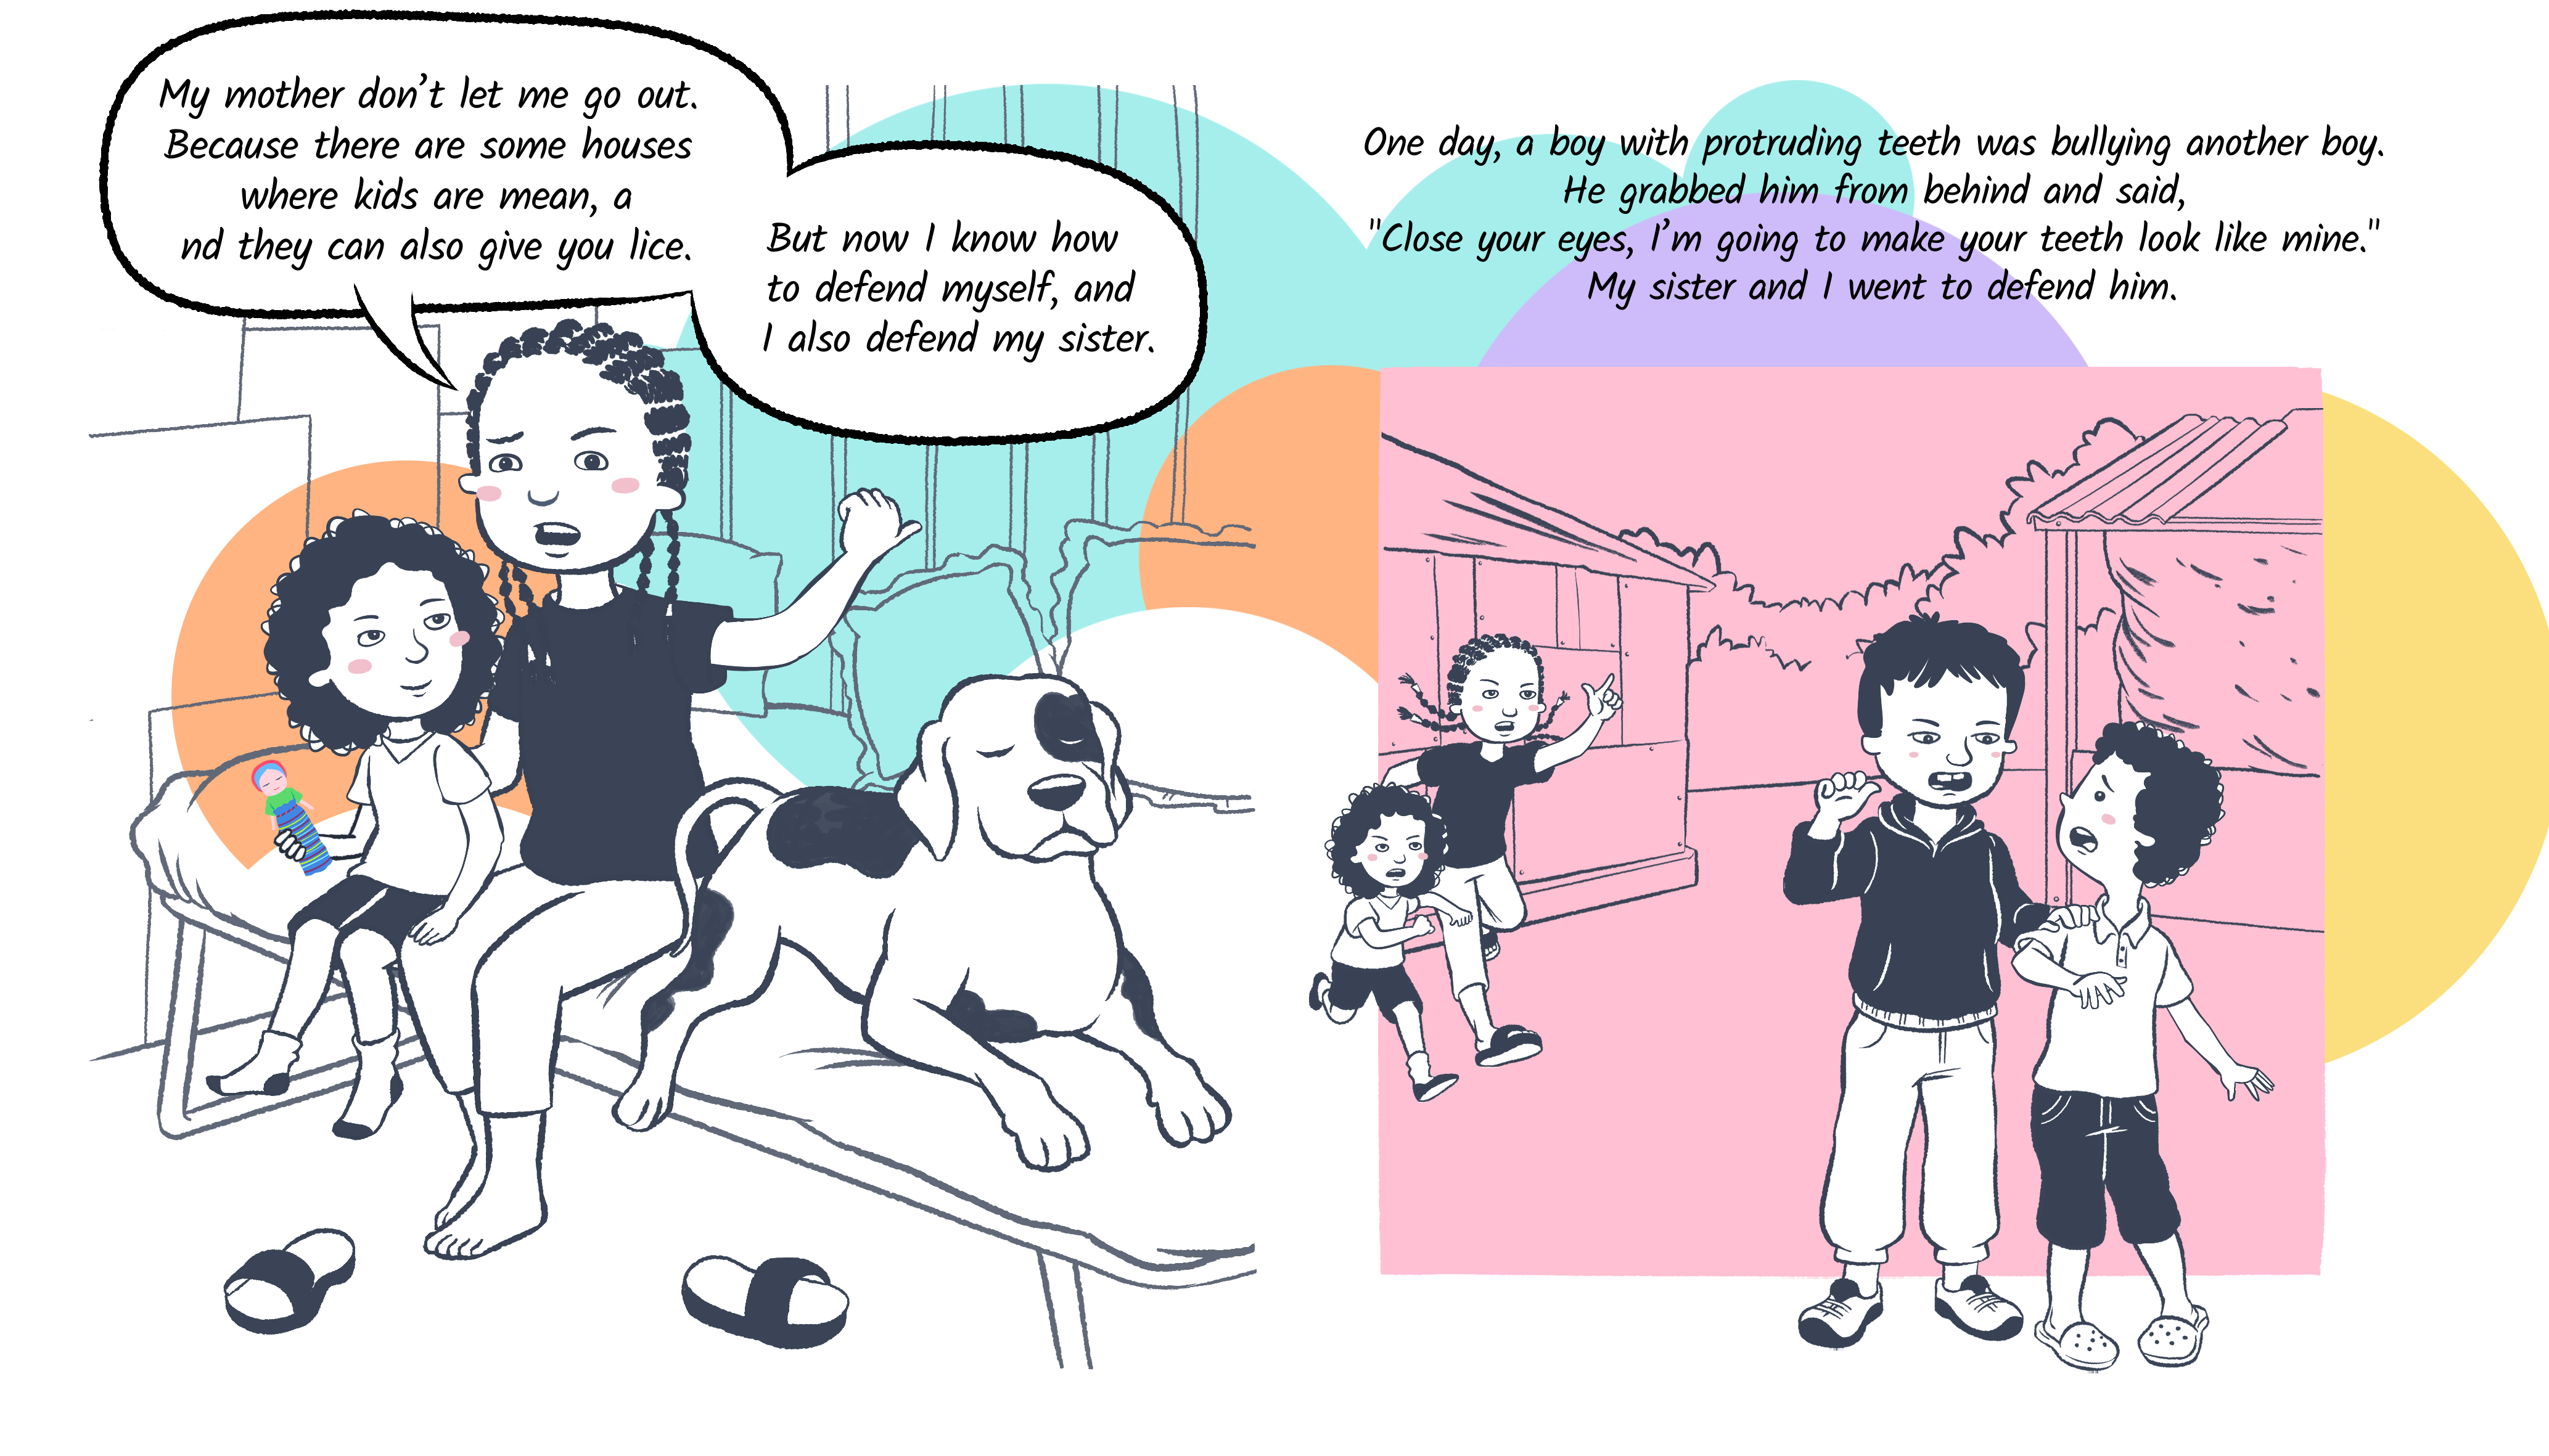 My mother don't let me go out.
Because there are some houses
where kids are mean, a
nd they can also give you lice.
But now I know how
to defend myself, and
I also defend my sister.
One day, a boy with protruding teeth was bullying another boy.
He grabbed him from behind and said,
"Close your eyes, I'm going to make your teeth look like mine."
My sister and I went to defend him.